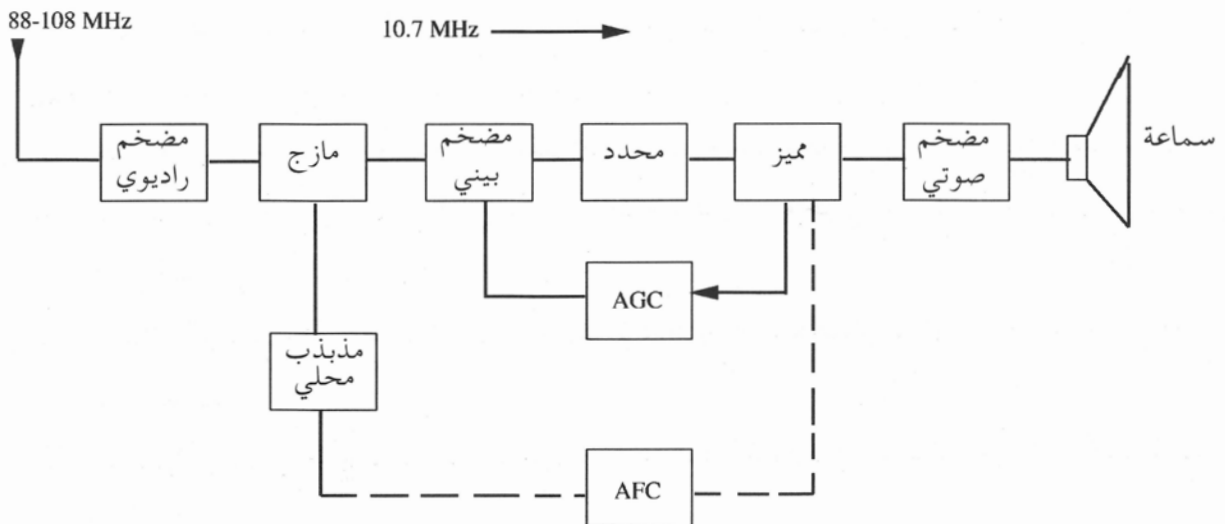 88-108 MHz
10.7 MHz
مضخم
راديوي
مازج
مضخم
بيني
محدد
مميز
مضخم
صوتي
سماعة
AGC
مذبذب
محلي
AFC